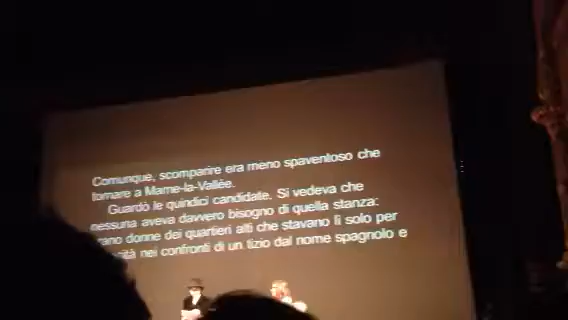 Comunque, scomparire era meno spaventoso che
tornare a Marne-la-Vallée.
Guardò le quindici candidate. Si vedeva che
nessuna aveva davvero bisogno di quella stanza:
erano donne dei quartieri alti che stavano lì solo per
nei confronti di un tizio dal nome spagnolo e